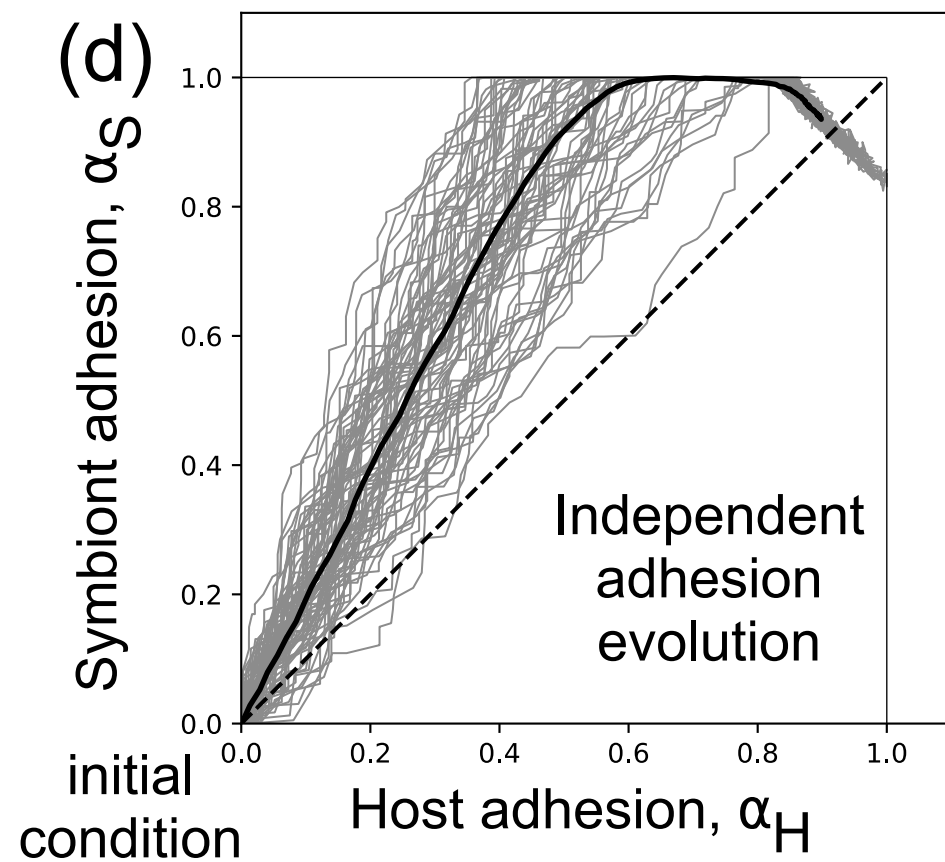 (d)
Symbiont adhesion, αS
1.0
0.8
0.6
0.4
0.2
0.0
Independent
adhesion
evolution
0.0 0.2 0.4 0.6 0.8 1.0
initial
condition
Host adhesion, αH